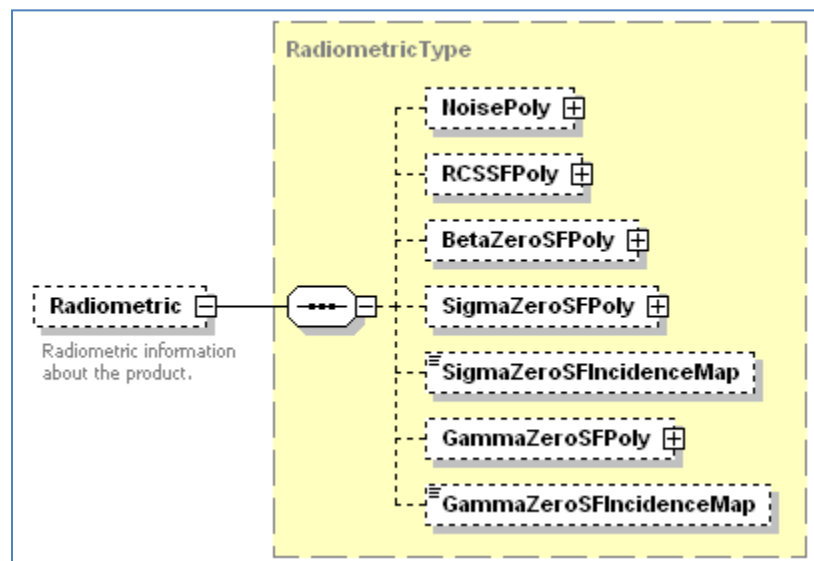 RadiometricType
NoisePoly
RCSSFPoly
BetaZeroSFPoly
Radiometric
SigmaZeroSFPoly
Radiometric information
about the product.
SigmaZeroSFIncidenceMap
GammaZeroSFPoly
GammaZeroSFIncidenceMap